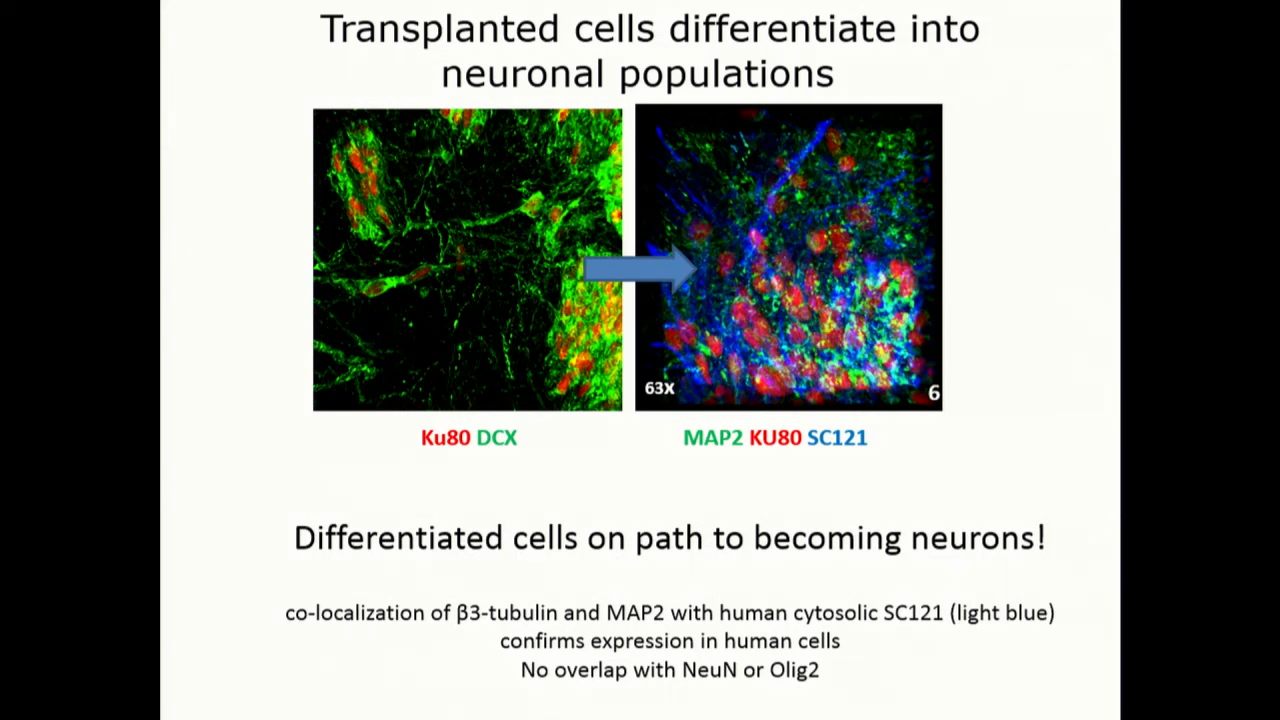 Transplanted cells differentiate into
neuronal populations
63X
6
Ku80 DCX
MAP2 KU80 SC121
Differentiated cells on path to becoming neurons!
co-localization of β3-tubulin and MAP2 with human cytosolic SC121 (light blue)
confirms expression in human cells
No overlap with NeuN or Olig2